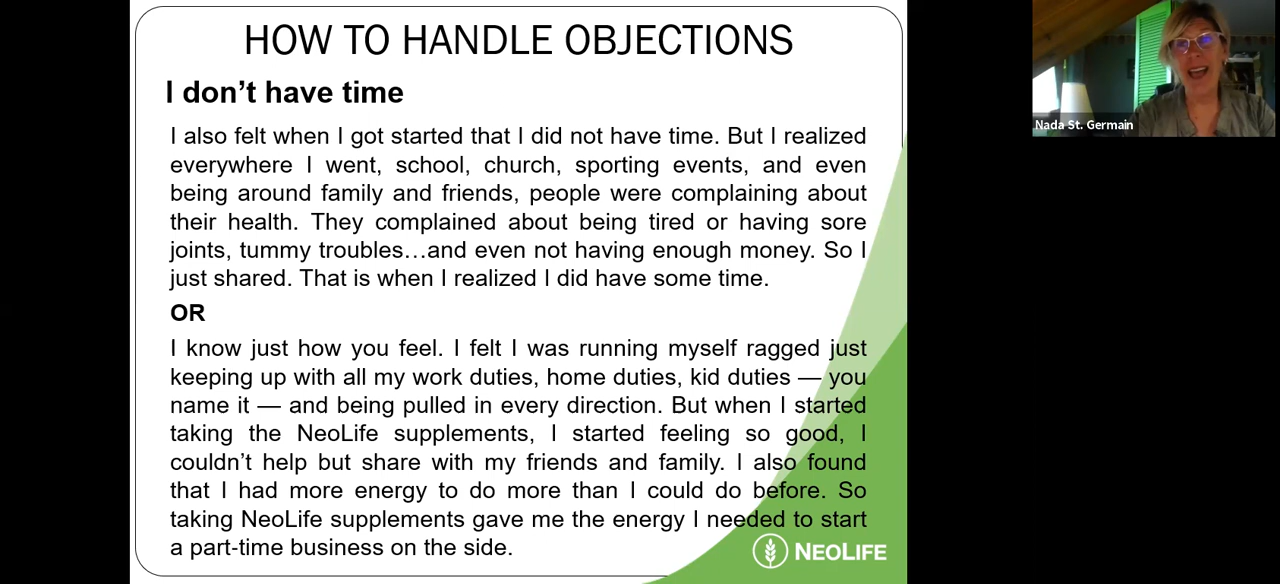 HOW TO HANDLE OBJECTIONS
I don’t have time
I also felt when I got started that I did not have time. But I realized
everywhere I went, school, church, sporting events, and even
being around family and friends, people were complaining about
their health. They complained about being tired or having sore
joints, tummy troubles…and even not having enough money. So I
just shared. That is when I realized I did have some time.
OR
I know just how you feel. I felt I was running myself ragged just
keeping up with all my work duties, home duties, kid duties — you
name it — and being pulled in every direction. But when I started
taking the NeoLife supplements, I started feeling so good, I
couldn’t help but share with my friends and family. I also found
that I had more energy to do more than I could do before. So
taking NeoLife supplements gave me the energy I needed to start
a part-time business on the side.
NEOLIFE
Nada St. Germain